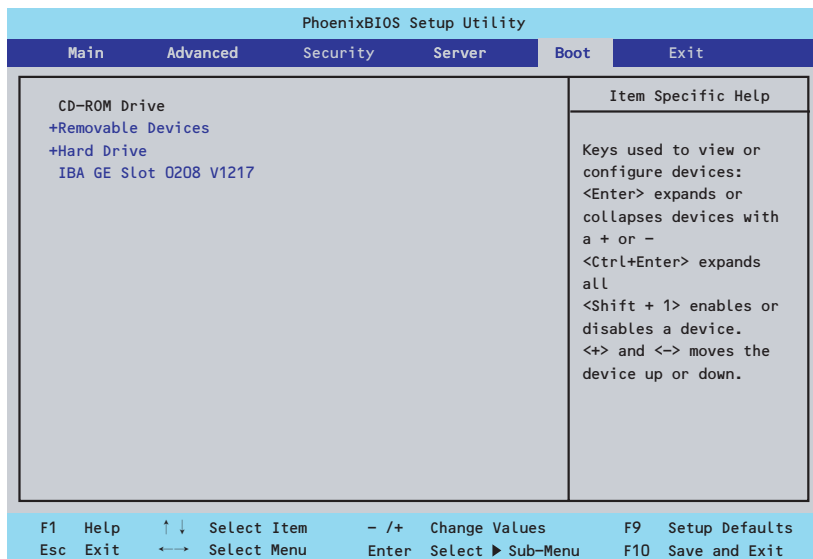 PhoenixBIOS Setup Utility
Main Advanced Security Server Boot Exit
CD-ROM Drive
+Removable Devices
+Hard Drive
IBA GE Slot 0208 V1217
Item Specific Help
Keys used to view or
configure devices:
<Enter> expands or
collapses devices with
a + or -
<Ctrl+Enter> expands
all
<Shift + 1> enables or
disables a device.
<+> and <-> moves the
device up or down.
F1 Help ↑↓ Select Item - /+ Change Values F9 Setup Defaults
Esc Exit ←→ Select Menu Enter Select ▶ Sub-Menu F10 Save and Exit